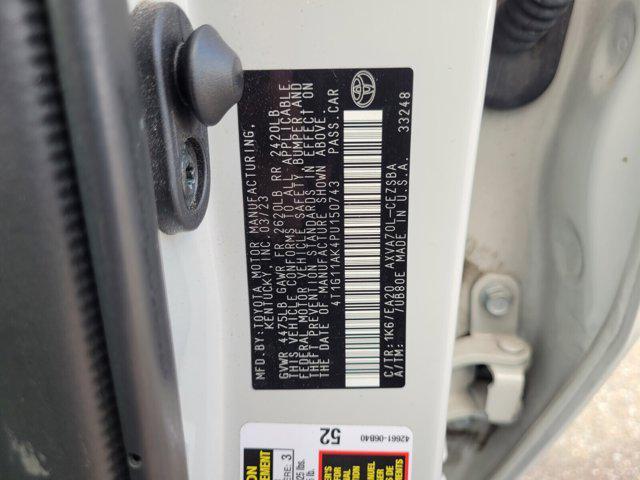 MFD.BY:TOYOTA MOTOR MANUFACTURING,
KENTUCKY, INC. 03/23
GVWR 4475LB GAWR FR 2620LB RR 2420LB
THIS VEHICLE CONFORMS TO ALL APPLICABLE
FEDERAL MOTOR VEHICLE SAFETY, BUMPER AND
THEFT PREVENTION STANDARDS IN EFFECT ON
THE DATE OF MANUFACTURE SHOWN ABOVE.
4T1G11AK4PU150743 PASS.CAR
C/TR:1K6/EA20 AXVA70L-CEZSBA
A/TM: /UB80E MADE IN U.S.A. 33248
52
42661-06B40